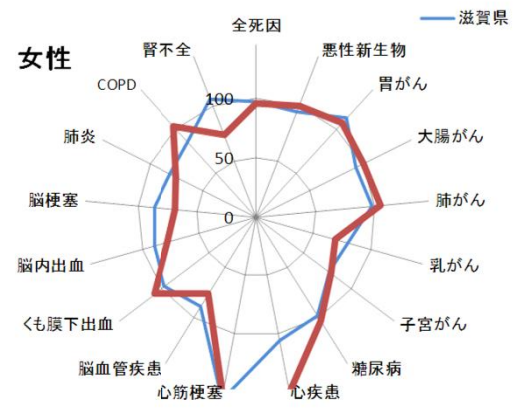 滋賀県
女性
全死因
悪性新生物
胃がん
大腸がん
肺がん
乳がん
子宮がん
糖尿病
心疾患
心筋梗塞
脳血管疾患
くも膜下出血
脳内出血
脳梗塞
肺炎
COPD
腎不全
100
50
0